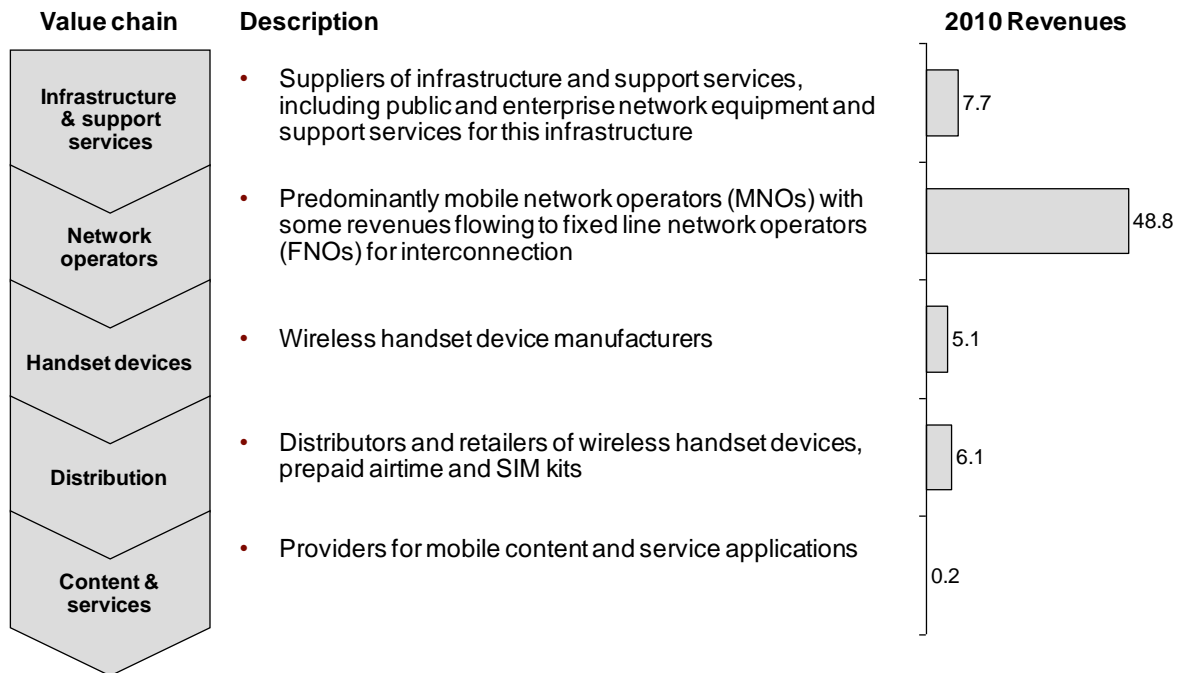 Value chain
Description
2010 Revenues
Infrastructure
& support
services
• Suppliers of infrastructure and support services,
including public and enterprise network equipment and
support services for this infrastructure
7.7
Network
operators
• Predominantly mobile network operators (MNOs) with
some revenues flowing to fixed line network operators
(FNOs) for interconnection
48.8
Handset devices
• Wireless handset device manufacturers
5.1
Distribution
• Distributors and retailers of wireless handset devices,
prepaid airtime and SIM kits
6.1
Content &
services
• Providers for mobile content and service applications
0.2